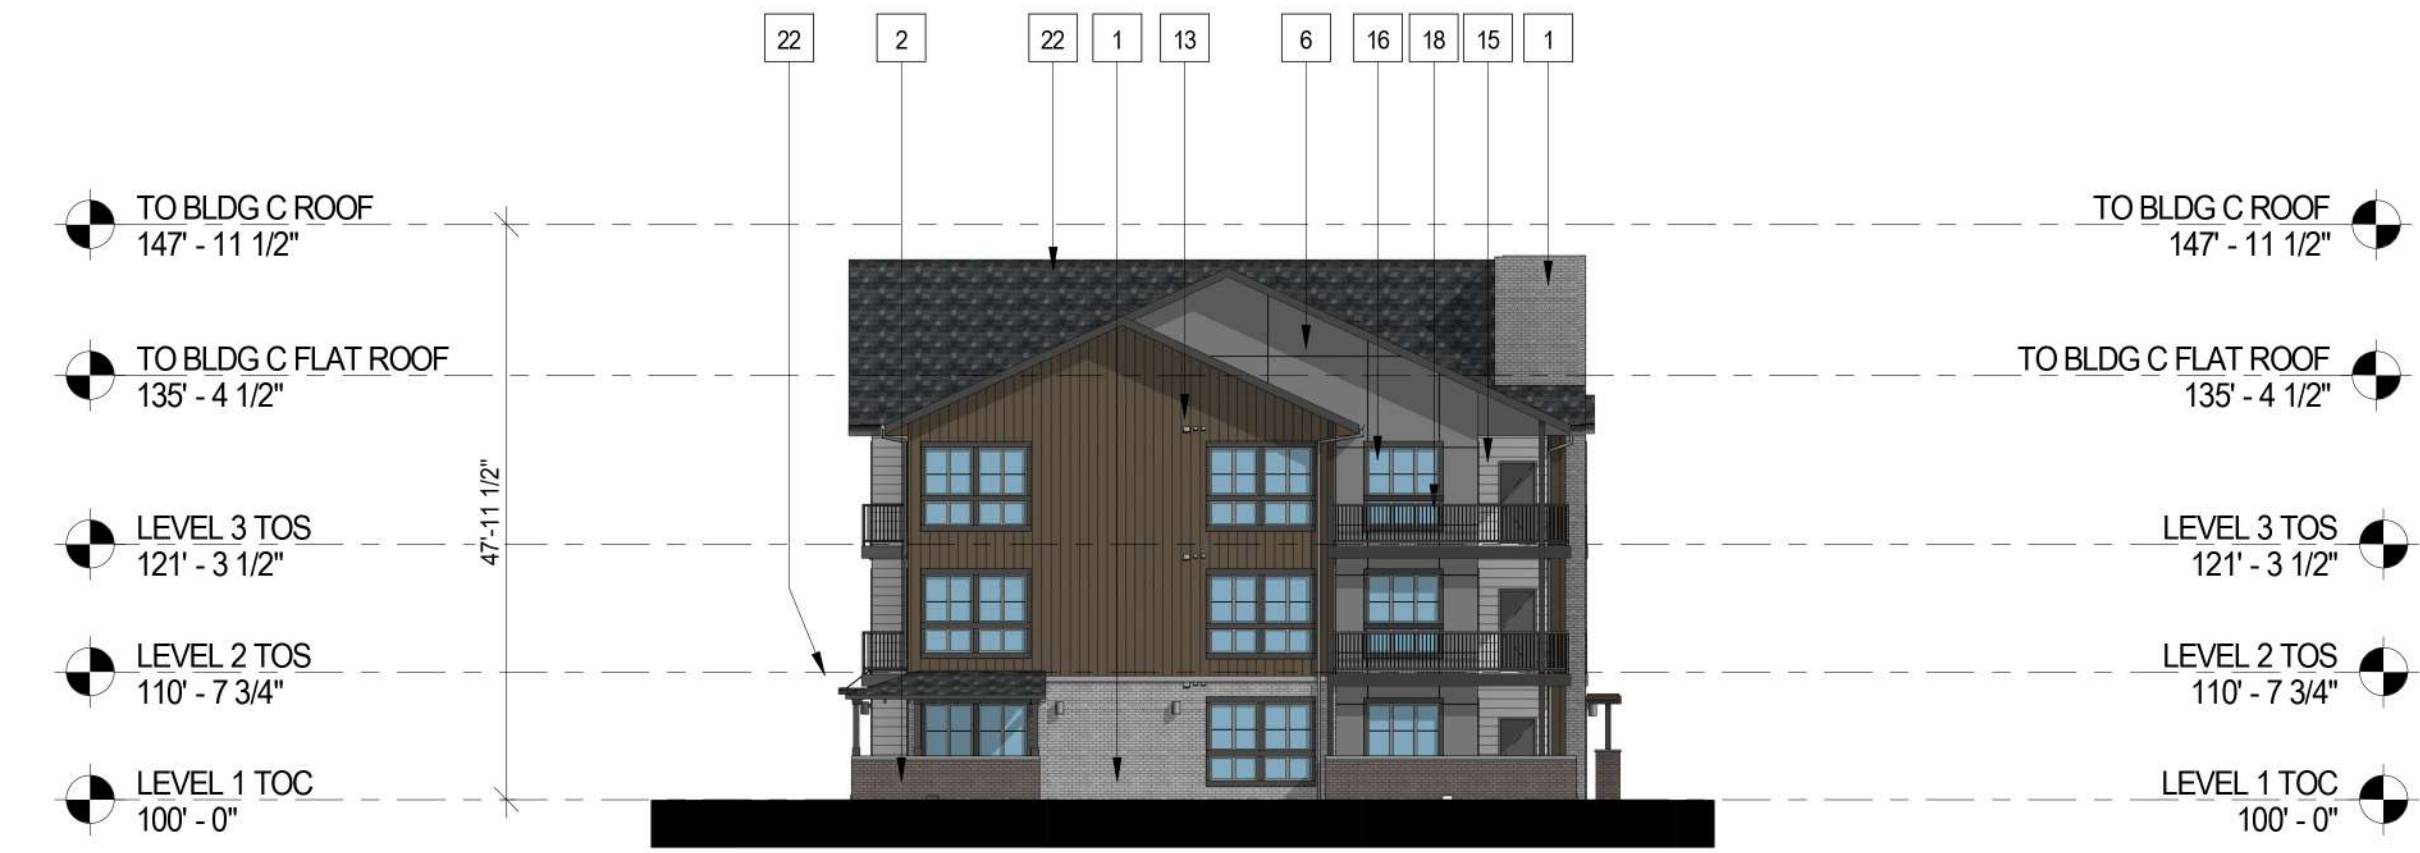 22 2 22 1 13 6 16 18 15 1
TO BLDG C ROOF
147' - 11 1/2"
TO BLDG C ROOF
147' - 11 1/2"
TO BLDG C FLAT ROOF
135' - 4 1/2"
TO BLDG C FLAT ROOF
135' - 4 1/2"
47'-11 1/2"
LEVEL 3 TOS
121' - 3 1/2"
LEVEL 3 TOS
121' - 3 1/2"
LEVEL 2 TOS
110' - 7 3/4"
LEVEL 2 TOS
110' - 7 3/4"
LEVEL 1 TOC
100' - 0"
LEVEL 1 TOC
100' - 0"